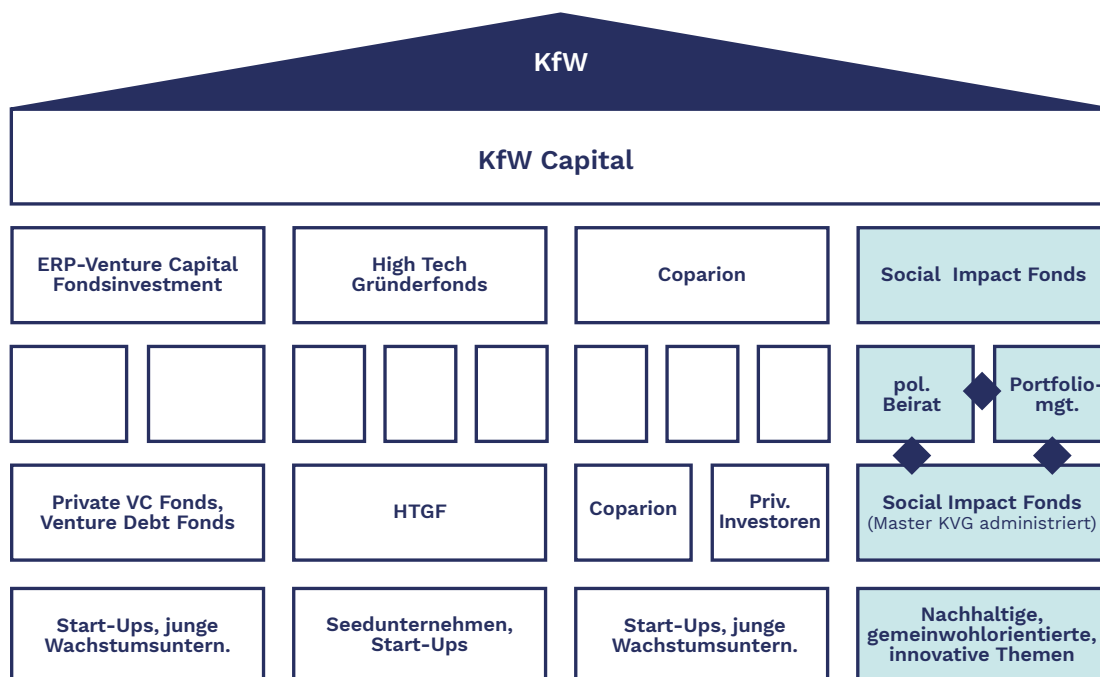 KfW
KfW Capital
ERP-Venture Capital
Fondsinvestment
High Tech
Gründerfonds
Coparion
Social Impact Fonds
pol.
Beirat
Portfolio-
mgt.
Private VC Fonds,
Venture Debt Fonds
HTGF
Coparion
Priv.
Investoren
Social Impact Fonds
(Master KVG administriert)
Start-Ups, junge
Wachstumsuntern.
Seedunternehmen,
Start-Ups
Start-Ups, junge
Wachstumsuntern.
Nachhaltige,
gemeinwohlorientierte,
innovative Themen